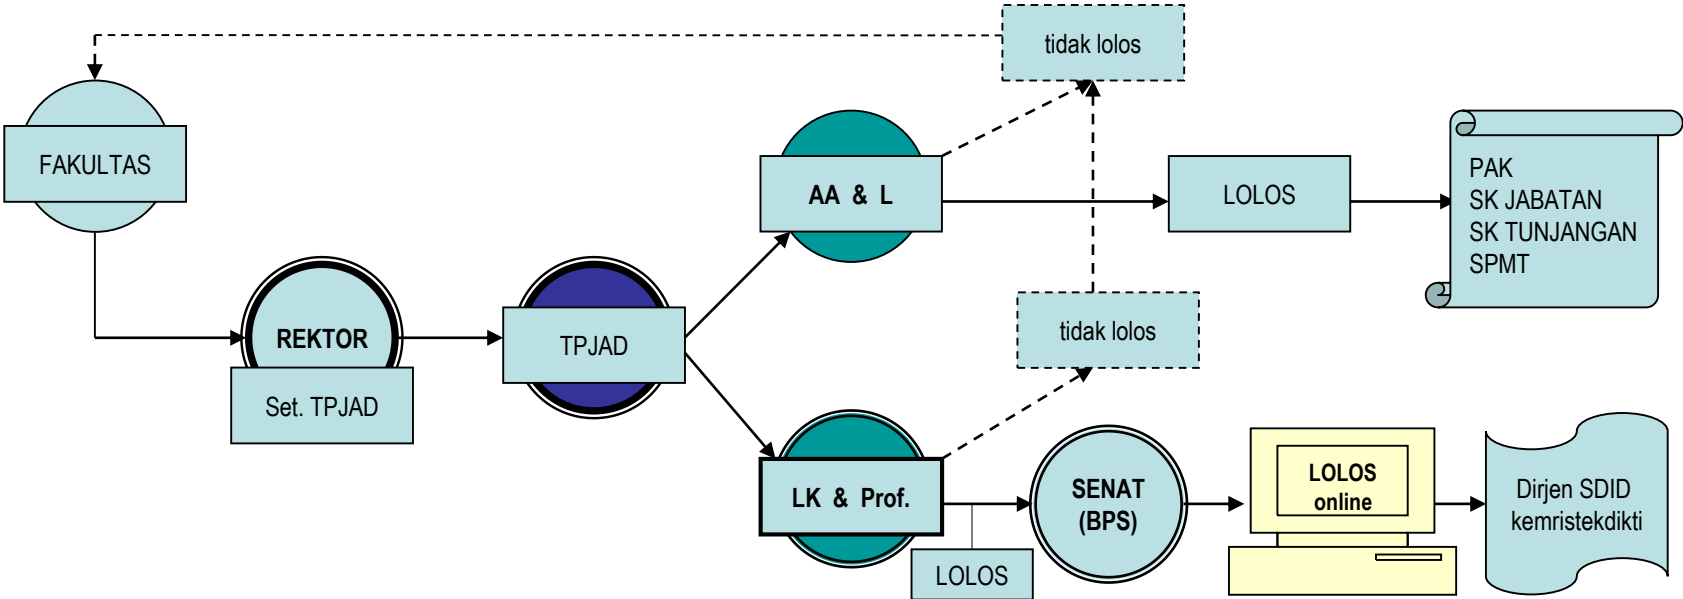 tidak lolos
FAKULTAS
AA & L
LOLOS
PAK
SK JABATAN
SK TUNJANGAN
SPMT
REKTOR
Set. TPJAD
TPJAD
tidak lolos
LK & Prof.
LOLOS
SENAT
(BPS)
LOLOS
online
Dirjen SDID
kemristekdikti